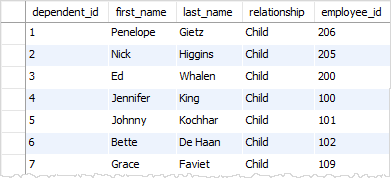 dependent_id first_name last_name relationship employee_id
1 Penelope Gietz Child 206
2 Nick Higgins Child 205
3 Ed Whalen Child 200
4 Jennifer King Child 100
5 Johnny Kochhar Child 101
6 Bette De Haan Child 102
7 Grace Faviet Child 109